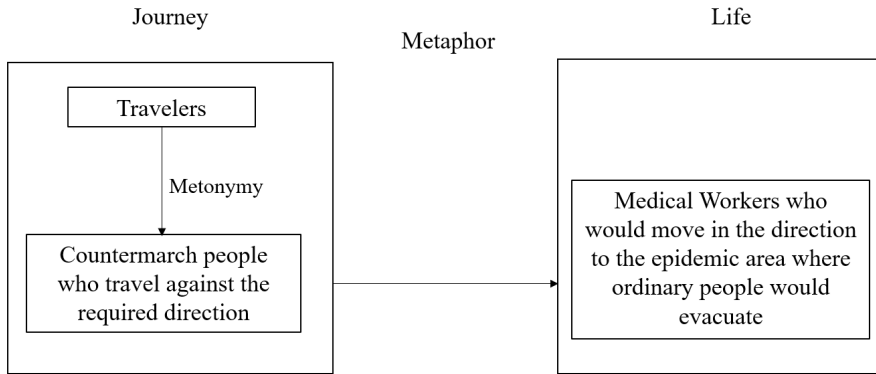 Journey
Life
Metaphor
Travelers
Metonymy
Countermarch people
who travel against the
required direction
Medical Workers who
would move in the direction
to the epidemic area where
ordinary people would
evacuate